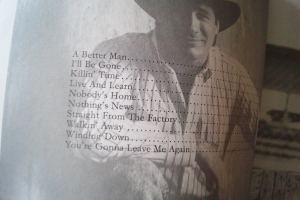 A Better Man
I'll Be Gone
Killin' Time
Live And Learn
Nobody's Home
Nothing's News
Straight From The Factory
Walkin' Away
Winding Down
You're Gonna Leave Me Again